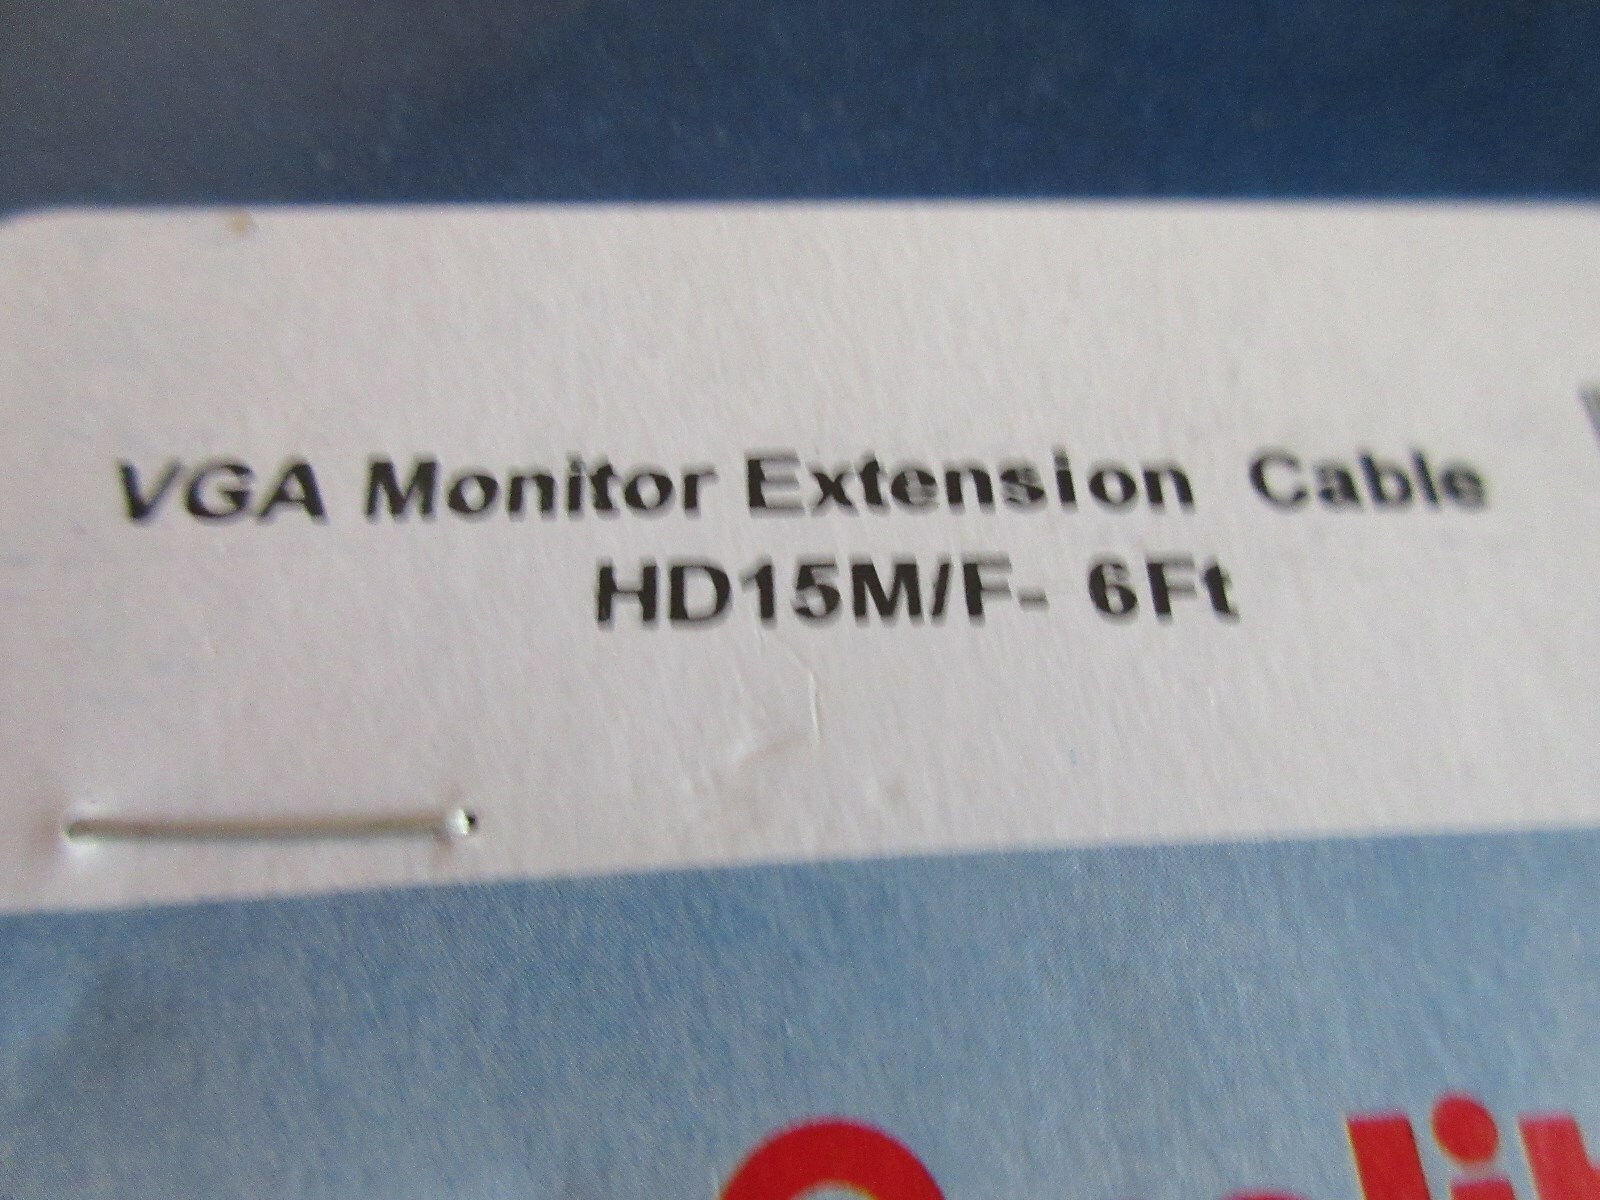 VGA Monitor Extension Cable
HD15M/F- 6Ft